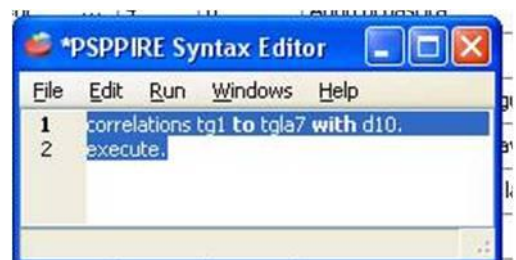 *PSPPIRE Syntax Editor
File Edit Run Windows Help
1 correlations tg1 to tgla7 with d10.
2 execute.